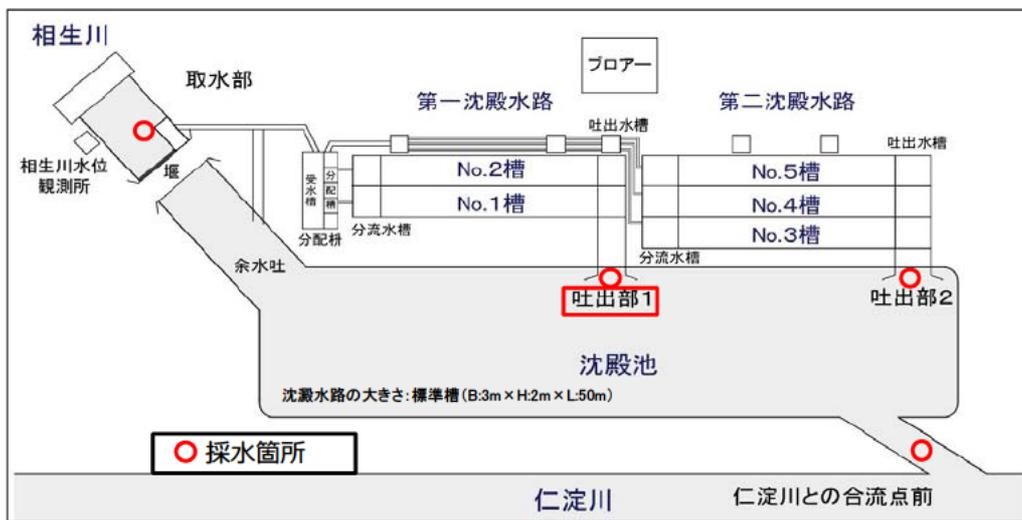 相生川
取水部
ブロアー
第一沈殿水路
第二沈殿水路
吐出水槽
吐出水槽
相生川水位
観測所
堰
受水槽
分配槽
No.2槽
No.1槽
No.5槽
No.4槽
No.3槽
分配枡
分流水槽
分流水槽
余水吐
吐出部1
吐出部2
沈殿池
沈澱水路の大きさ:標準槽(B:3m×H:2m×L:50m)
採水箇所
仁淀川
仁淀川との合流点前